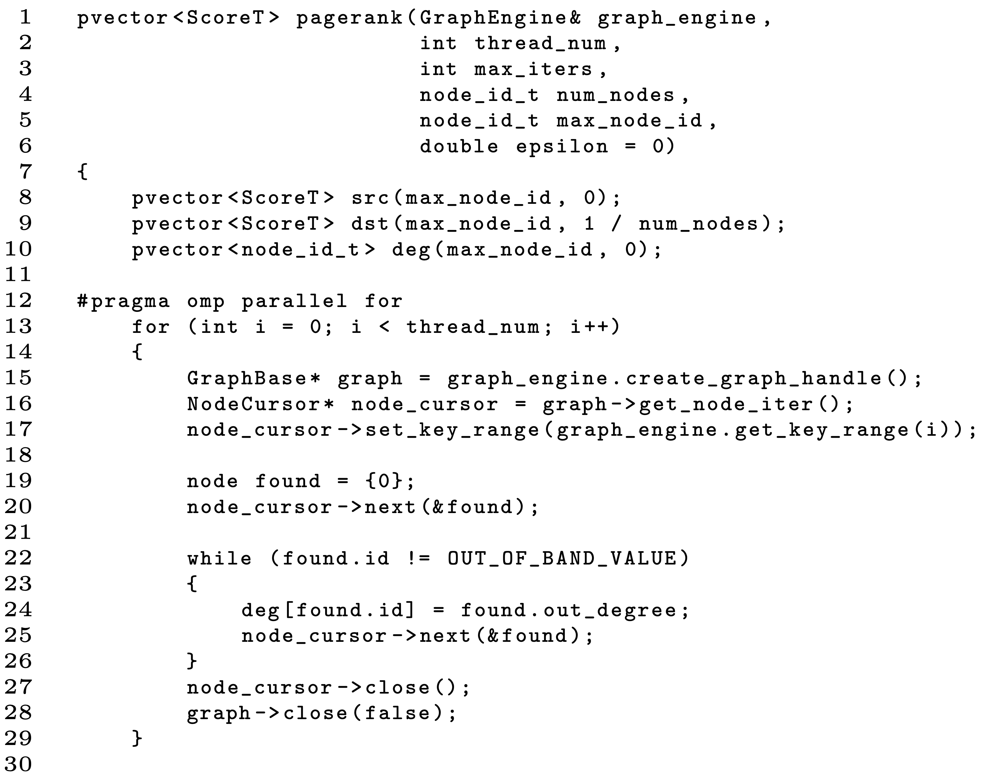 1 pvector<ScoreT> pagerank(GraphEngine& graph_engine,
2 int thread_num,
3 int max_iters,
4 node_id_t num_nodes,
5 node_id_t max_node_id,
6 double epsilon = 0)
7 {
8 pvector<ScoreT> src(max_node_id, 0);
9 pvector<ScoreT> dst(max_node_id, 1 / num_nodes);
10 pvector<node_id_t> deg(max_node_id, 0);
11
12 #pragma omp parallel for
13 for (int i = 0; i < thread_num; i++)
14 {
15 GraphBase* graph = graph_engine.create_graph_handle();
16 NodeCursor* node_cursor = graph->get_node_iter();
17 node_cursor->set_key_range(graph_engine.get_key_range(i));
18
19 node found = {0};
20 node_cursor->next(&found);
21
22 while (found.id != OUT_OF_BAND_VALUE)
23 {
24 deg[found.id] = found.out_degree;
25 node_cursor->next(&found);
26 }
27 node_cursor->close();
28 graph->close(false);
29 }
30